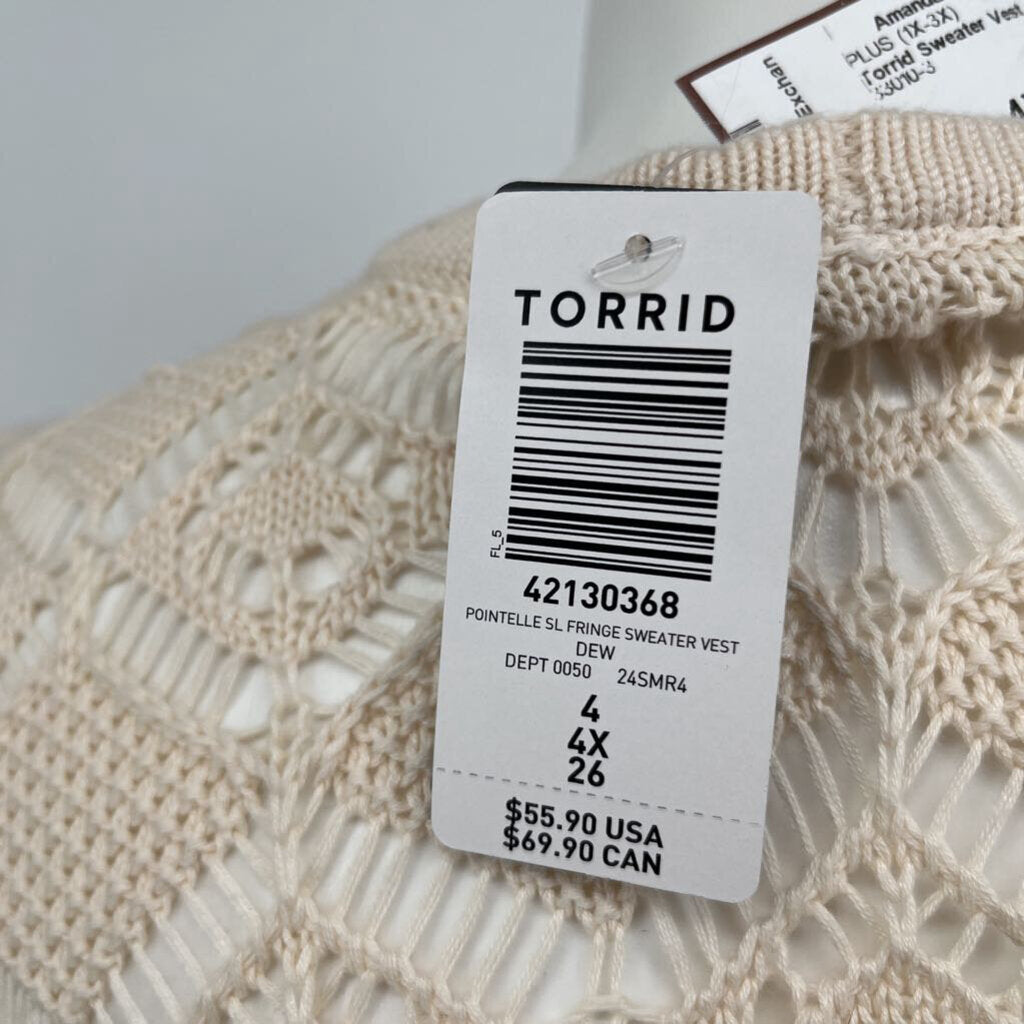 PLUS (1X-3X)
Torrid Sweater Vest
Exchan
TORRID
FL_5
42130368
POINTELLE SL FRINGE SWEATER VEST
DEW
DEPT 0050 24SMR4
4
4X
26
$55.90 USA
$69.90 CAN